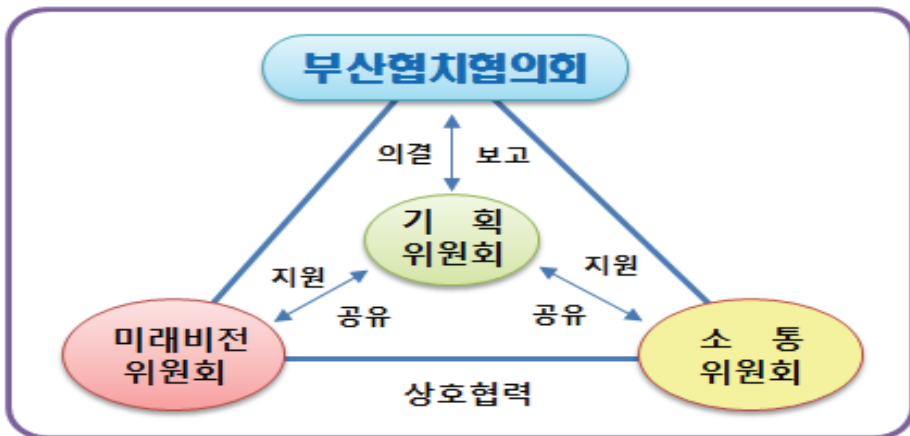 부산협치협의회
의결 보고
기 획
위원회
지원 지원
공유 공유
미래비전
위원회
소 통
위원회
상호협력